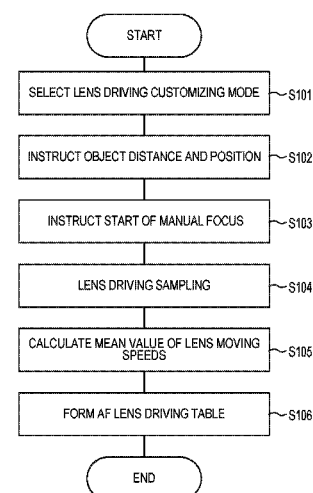 START
SELECT LENS DRIVING CUSTOMIZING MODE
S101
INSTRUCT OBJECT DISTANCE AND POSITION
S102
INSTRUCT START OF MANUAL FOCUS
S103
LENS DRIVING SAMPLING
S104
CALCULATE MEAN VALUE OF LENS MOVING
SPEEDS
S105
FORM AF LENS DRIVING TABLE
S106
END